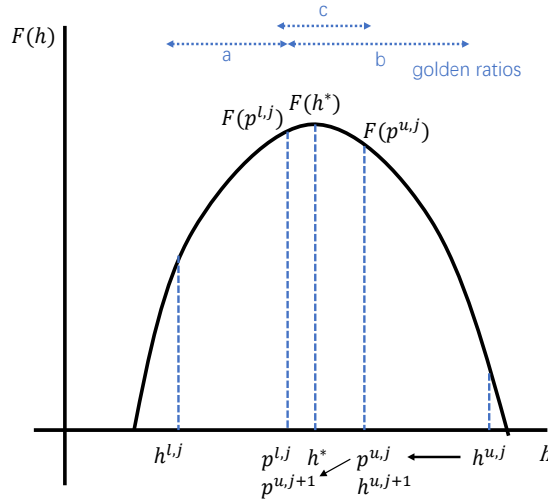 c
F(h)
a
b
golden ratios
F(p^{l,j})
F(h^*)
F(p^{u,j})
h^{l,j}
p^{l,j}
h^*
p^{u,j}
h^{u,j}
h
p^{u,j+1}
h^{u,j+1}